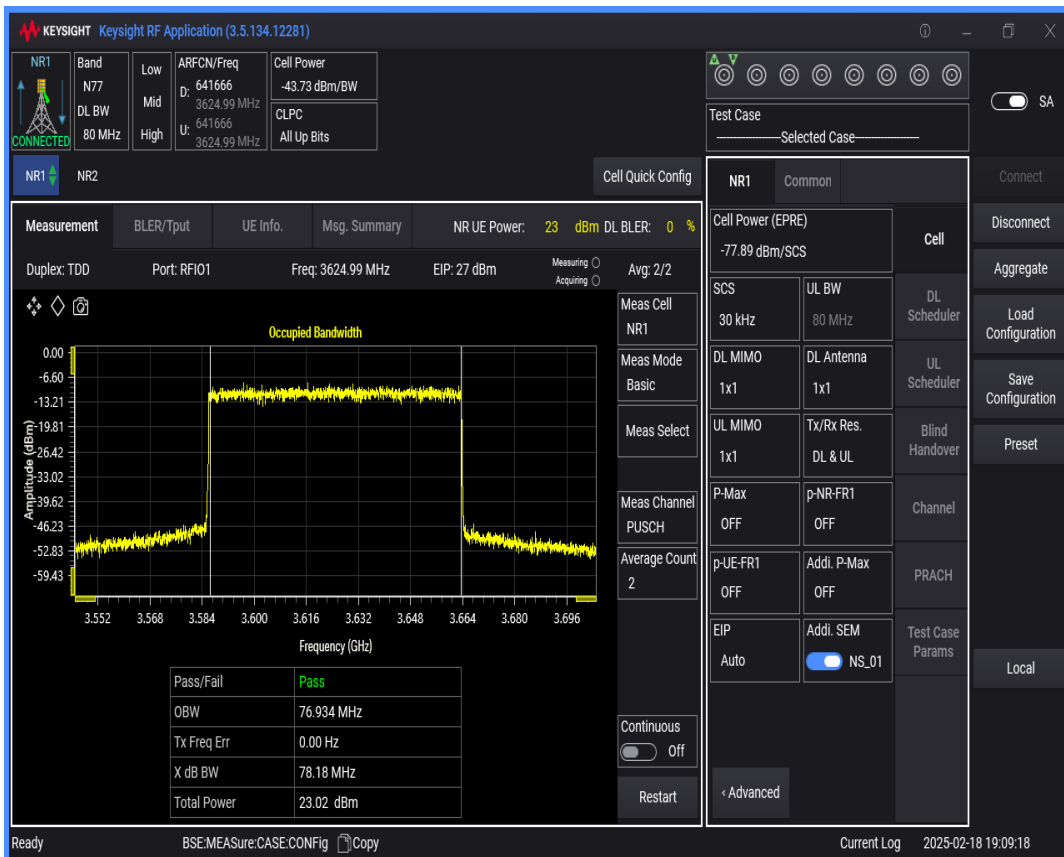 KEYSIGHT Keysight RF Application (3.5.134.12281)
NR1
CONNECTED
Band
N77
DL BW
80 MHz
Low
Mid
High
ARFCN/Freq
D: 641666
3624.99 MHz
U: 641666
3624.99 MHz
Cell Power
-43.73 dBm/BW
CLPC
All Up Bits
Test Case
--------------------Selected Case--------------------
SA
NR1 NR2 Cell Quick Config
Measurement BLER/Tput UE Info. Msg. Summary NR UE Power: 23 dBm DL BLER: 0 %
Duplex: TDD Port: RFIO1 Freq: 3624.99 MHz EIP: 27 dBm Measuring Avg: 2/2
Acquiring
Occupied Bandwidth
Amplitude (dBm)
0.00
-6.60
-13.21
-19.81
-26.42
-33.02
-39.62
-46.23
-52.83
-59.43
3.552 3.568 3.584 3.600 3.616 3.632 3.648 3.664 3.680 3.696
Frequency (GHz)
Pass/Fail Pass
OBW 76.934 MHz
Tx Freq Err 0.00 Hz
X dB BW 78.18 MHz
Total Power 23.02 dBm
Meas Cell
NR1
Meas Mode
Basic
Meas Select
Meas Channel
PUSCH
Average Count
2
Continuous
Off
Restart
NR1 Common
Cell Power (EPRE)
-77.89 dBm/SCS
SCS UL BW
30 kHz 80 MHz
DL MIMO DL Antenna
1x1 1x1
UL MIMO Tx/Rx Res.
1x1 DL & UL
P-Max p-NR-FR1
OFF OFF
p-UE-FR1 Addi. P-Max
OFF OFF
EIP Addi. SEM
Auto NS_01
‹ Advanced
Cell
DL
Scheduler
UL
Scheduler
Blind
Handover
Channel
PRACH
Test Case
Params
Connect
Disconnect
Aggregate
Load
Configuration
Save
Configuration
Preset
Local
Ready BSE:MEASure:CASE:CONFig Copy Current Log 2025-02-18 19:09:18